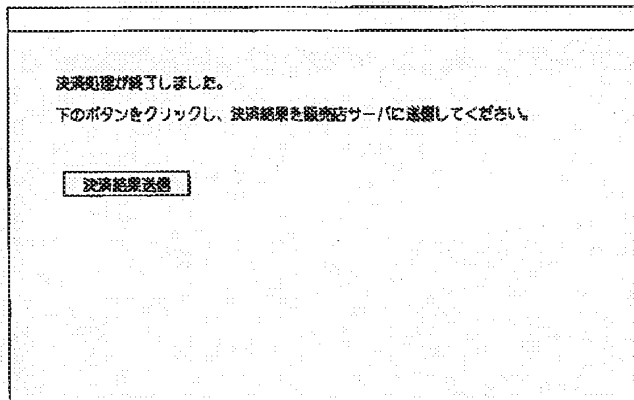 決済処理が終了しました。
下のボタンをクリックし、決済結果を販売店サーバに送信してください。
決済結果送信